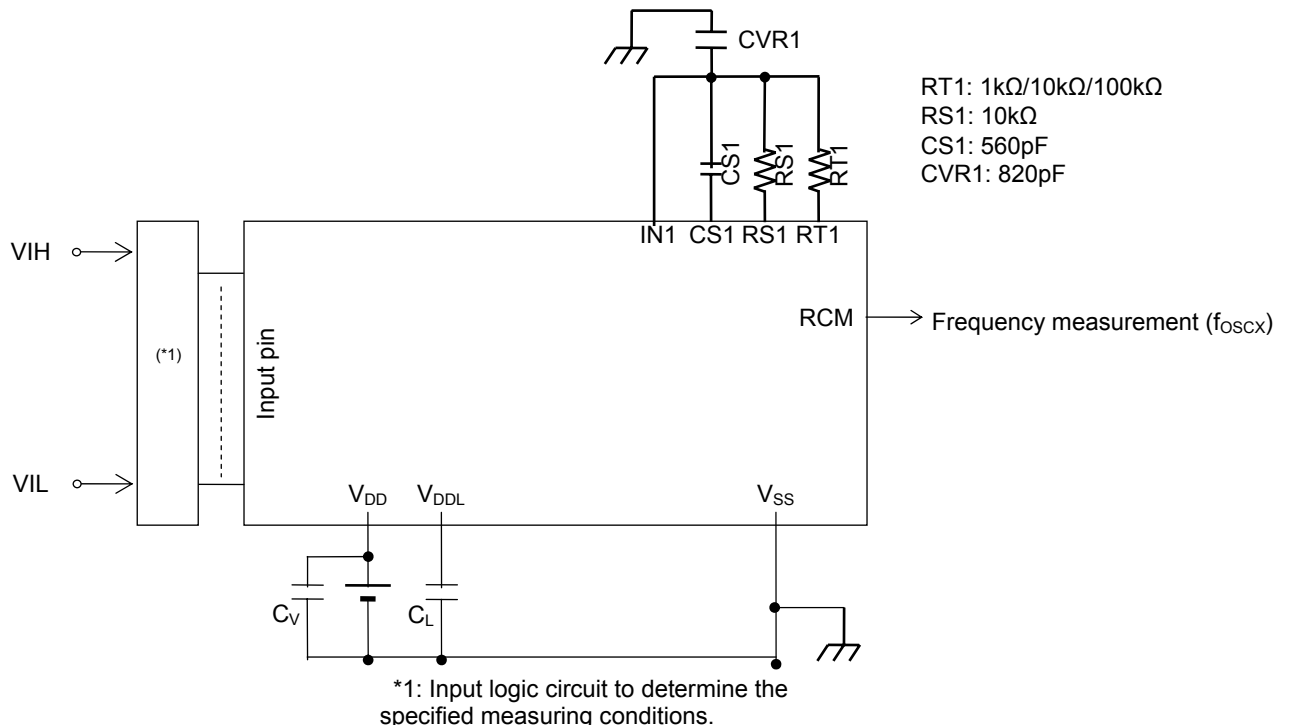 CVR1
RT1: 1kΩ/10kΩ/100kΩ
RS1: 10kΩ
CS1: 560pF
CVR1: 820pF
CS1
RS1
RT1
IN1 CS1 RS1 RT1
VIH
RCM
Frequency measurement (fOSCX)
(*1)
Input pin
VIL
VDD VDDL VSS
CV
CL
*1: Input logic circuit to determine the
specified measuring conditions.